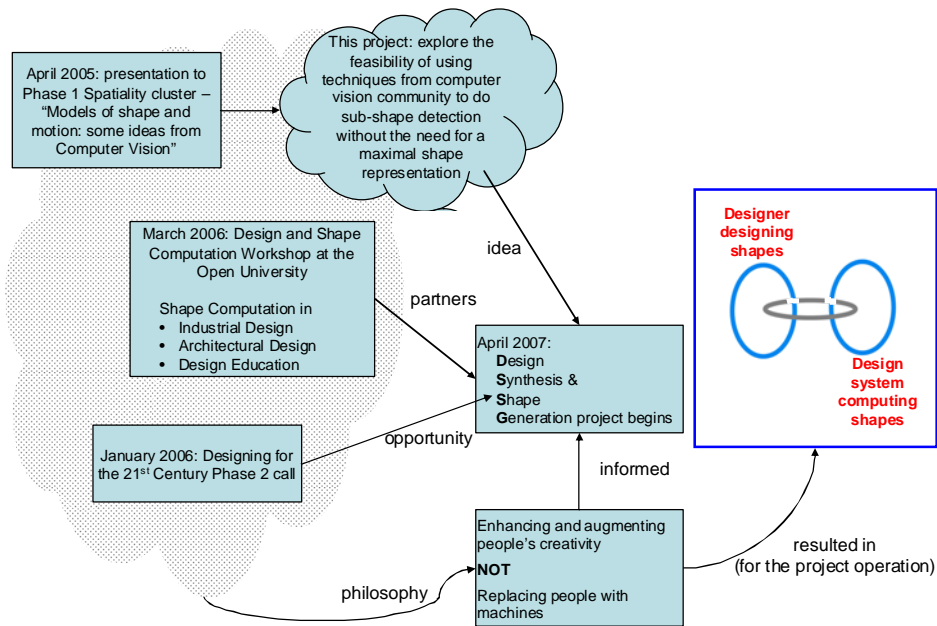 April 2005: presentation to
Phase 1 Spatiality cluster –
“Models of shape and
motion: some ideas from
Computer Vision”
This project: explore the
feasibility of using
techniques from computer
vision community to do
sub-shape detection
without the need for a
maximal shape
representation
March 2006: Design and Shape
Computation Workshop at the
Open University
Shape Computation in
• Industrial Design
• Architectural Design
• Design Education
idea
partners
Designer
designing
shapes
Design
system
computing
shapes
April 2007:
Design
Synthesis &
Shape
Generation project begins
opportunity
January 2006: Designing for
the 21st Century Phase 2 call
informed
Enhancing and augmenting
people’s creativity
NOT
Replacing people with
machines
philosophy
resulted in
(for the project operation)